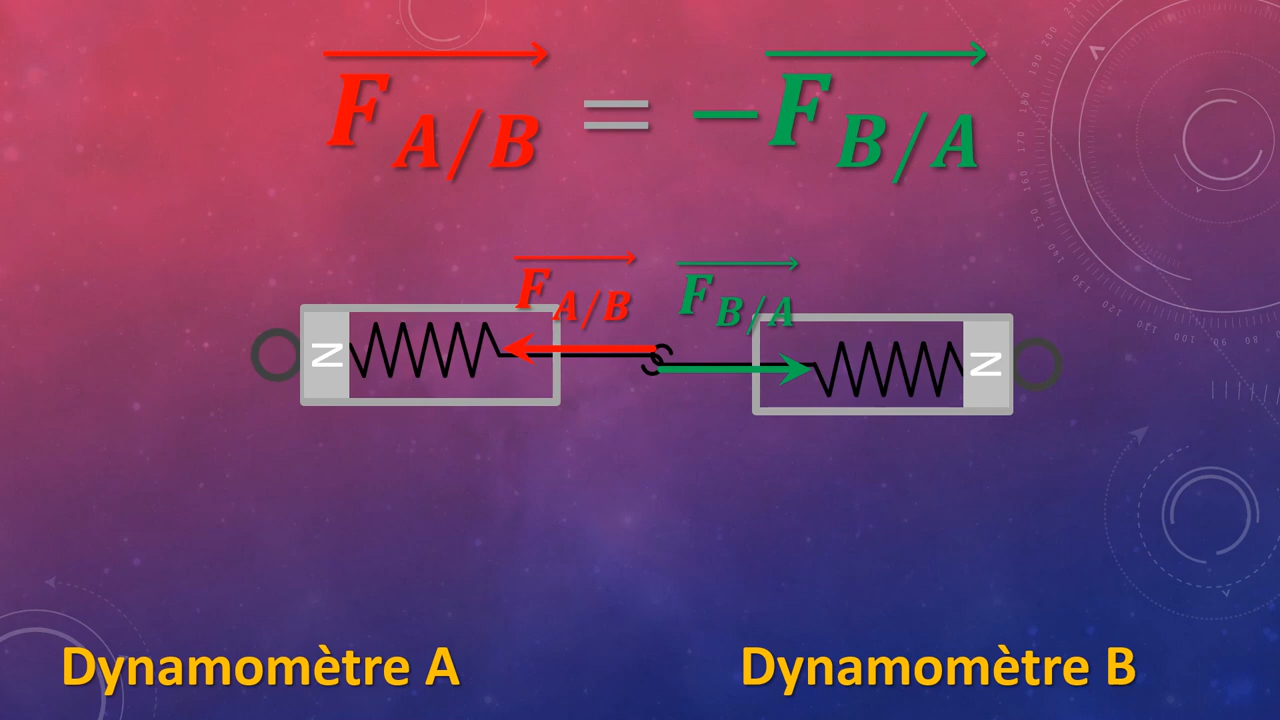 F A/B = −F B/A
F A/B F B/A
N N
Dynamomètre A Dynamomètre B